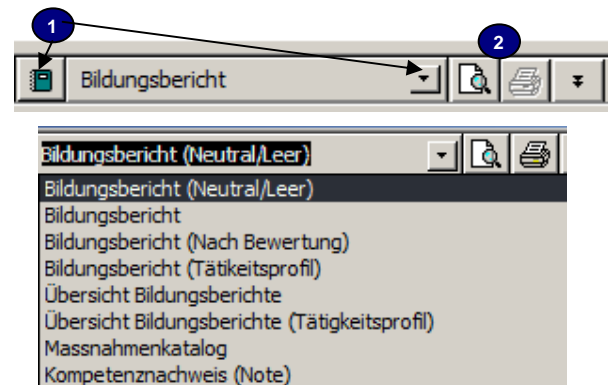 1
2
Bildungsbericht
Bildungsbericht (Neutral/Leer)
Bildungsbericht (Neutral/Leer)
Bildungsbericht
Bildungsbericht (Nach Bewertung)
Bildungsbericht (Tätikeitsprofil)
Übersicht Bildungsberichte
Übersicht Bildungsberichte (Tätigkeitsprofil)
Massnahmenkatalog
Kompetenznachweis (Note)